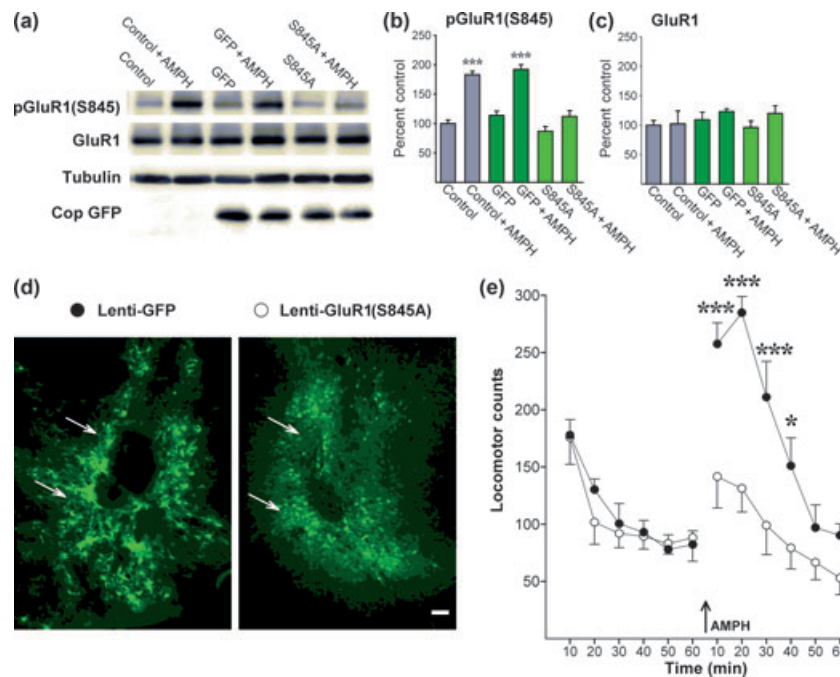 (a)
Control
Control+AMPH
GFP
GFP+AMPH
S845A
S845A+AMPH
pGluR1(S845)
GluR1
Tubulin
Cop GFP
(b)
pGluR1(S845)
Percent control
250
200
150
100
50
Control
Control+AMPH
GFP
GFP+AMPH
S845A
S845A+AMPH
***
***
(c)
GluR1
Percent control
250
200
150
100
50
Control
Control+AMPH
GFP
GFP+AMPH
S845A
S845A+AMPH
(d)
● Lenti-GFP
○ Lenti-GluR1(S845A)
(e)
Locomotor counts
300
250
200
150
100
50
***
***
***
*
AMPH
10 20 30 40 50 60 10 20 30 40 50 6
Time (min)